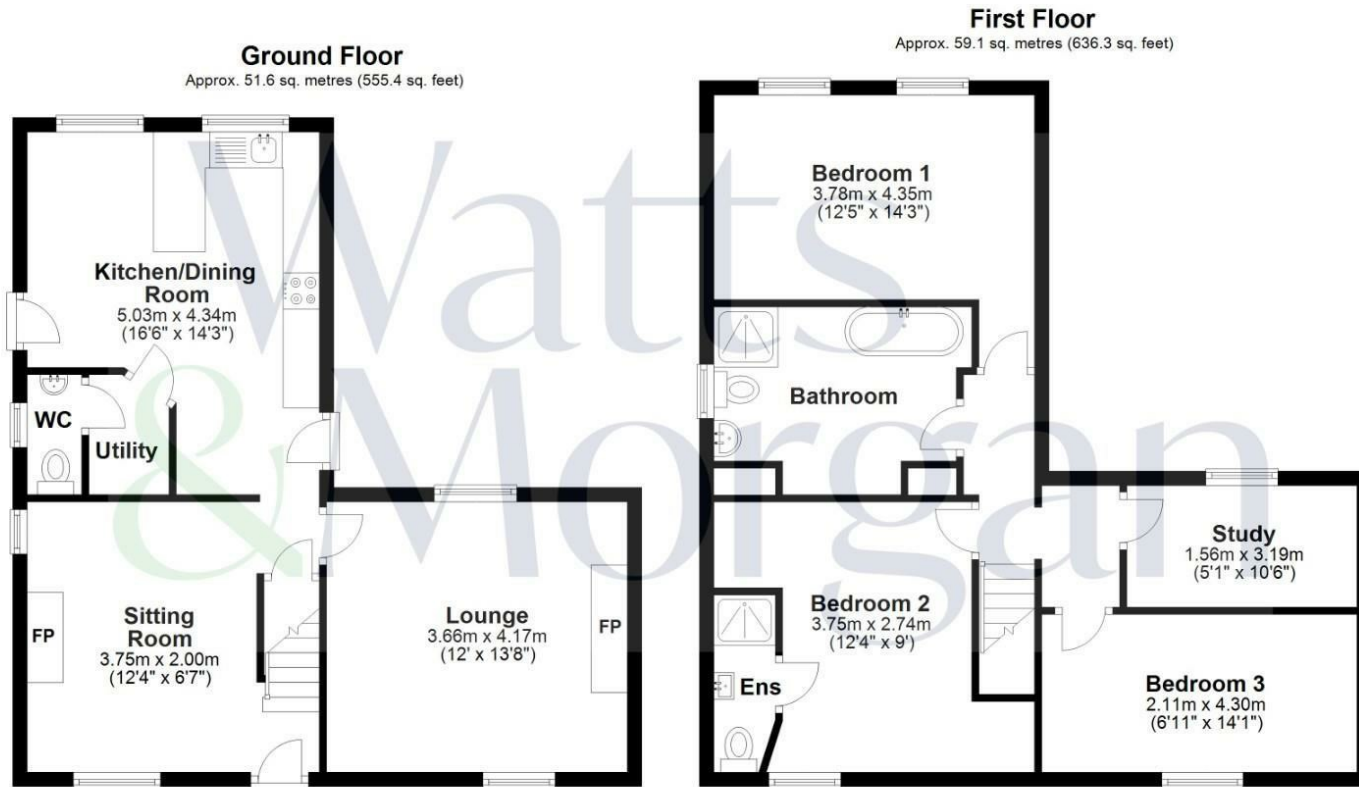 Ground Floor
Approx. 51.6 sq. metres (555.4 sq. feet)
Kitchen/Dining
Room
5.03m x 4.34m
(16'6" x 14'3")
WC
Utility
FP
Sitting
Room
3.75m x 2.00m
(12'4" x 6'7")
Lounge
3.66m x 4.17m
(12' x 13'8")
FP
First Floor
Approx. 59.1 sq. metres (636.3 sq. feet)
Bedroom 1
3.78m x 4.35m
(12'5" x 14'3")
Bathroom
Study
1.56m x 3.19m
(5'1" x 10'6")
Bedroom 2
3.75m x 2.74m
(12'4" x 9')
Ens
Bedroom 3
2.11m x 4.30m
(6'11" x 14'1")
Watts
&Morgan